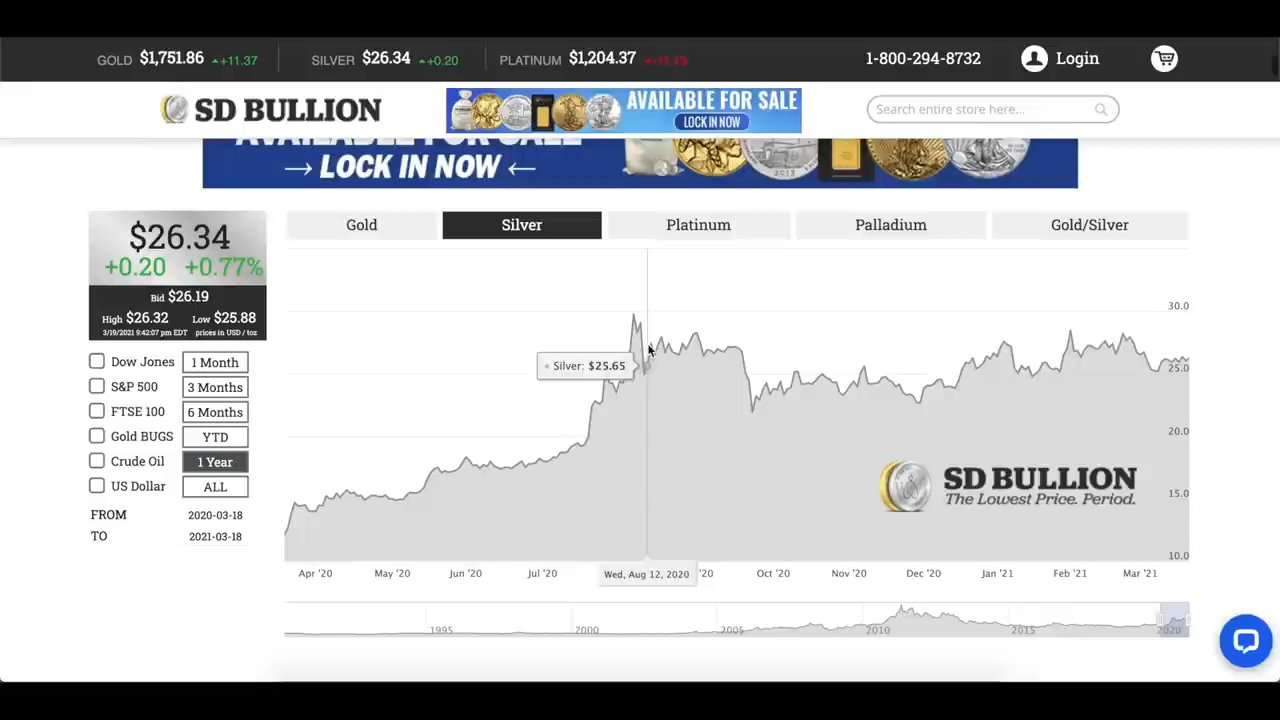 GOLD $1,751.86 +11.37 SILVER $26.34 +0.20 PLATINUM $1,204.37 1-800-294-8732 Login
SD BULLION AVAILABLE FOR SALE Search entire store here...
LOCK IN NOW
AVAILABLE FOR SALE
→ LOCK IN NOW ←
$26.34
+0.20 +0.77%
Bid $26.19
High $26.32 Low $25.88
3/19/2021 9:42:07 pm EDT prices in USD / toz
Gold Silver Platinum Palladium Gold/Silver
Dow Jones 1 Month
S&P 500 3 Months
FTSE 100 6 Months
Gold BUGS YTD
Crude Oil 1 Year
US Dollar ALL
FROM 2020-03-18
TO 2021-03-18
30.0
Silver: $25.65
25.0
20.0
SD BULLION
The Lowest Price. Period.
15.0
10.0
Apr '20 May '20 Jun '20 Jul '20 Wed, Aug 12, 2020 '20 Oct '20 Nov '20 Dec '20 Jan '21 Feb '21 Mar '21
1995 2000 2005 2010 2015 2020